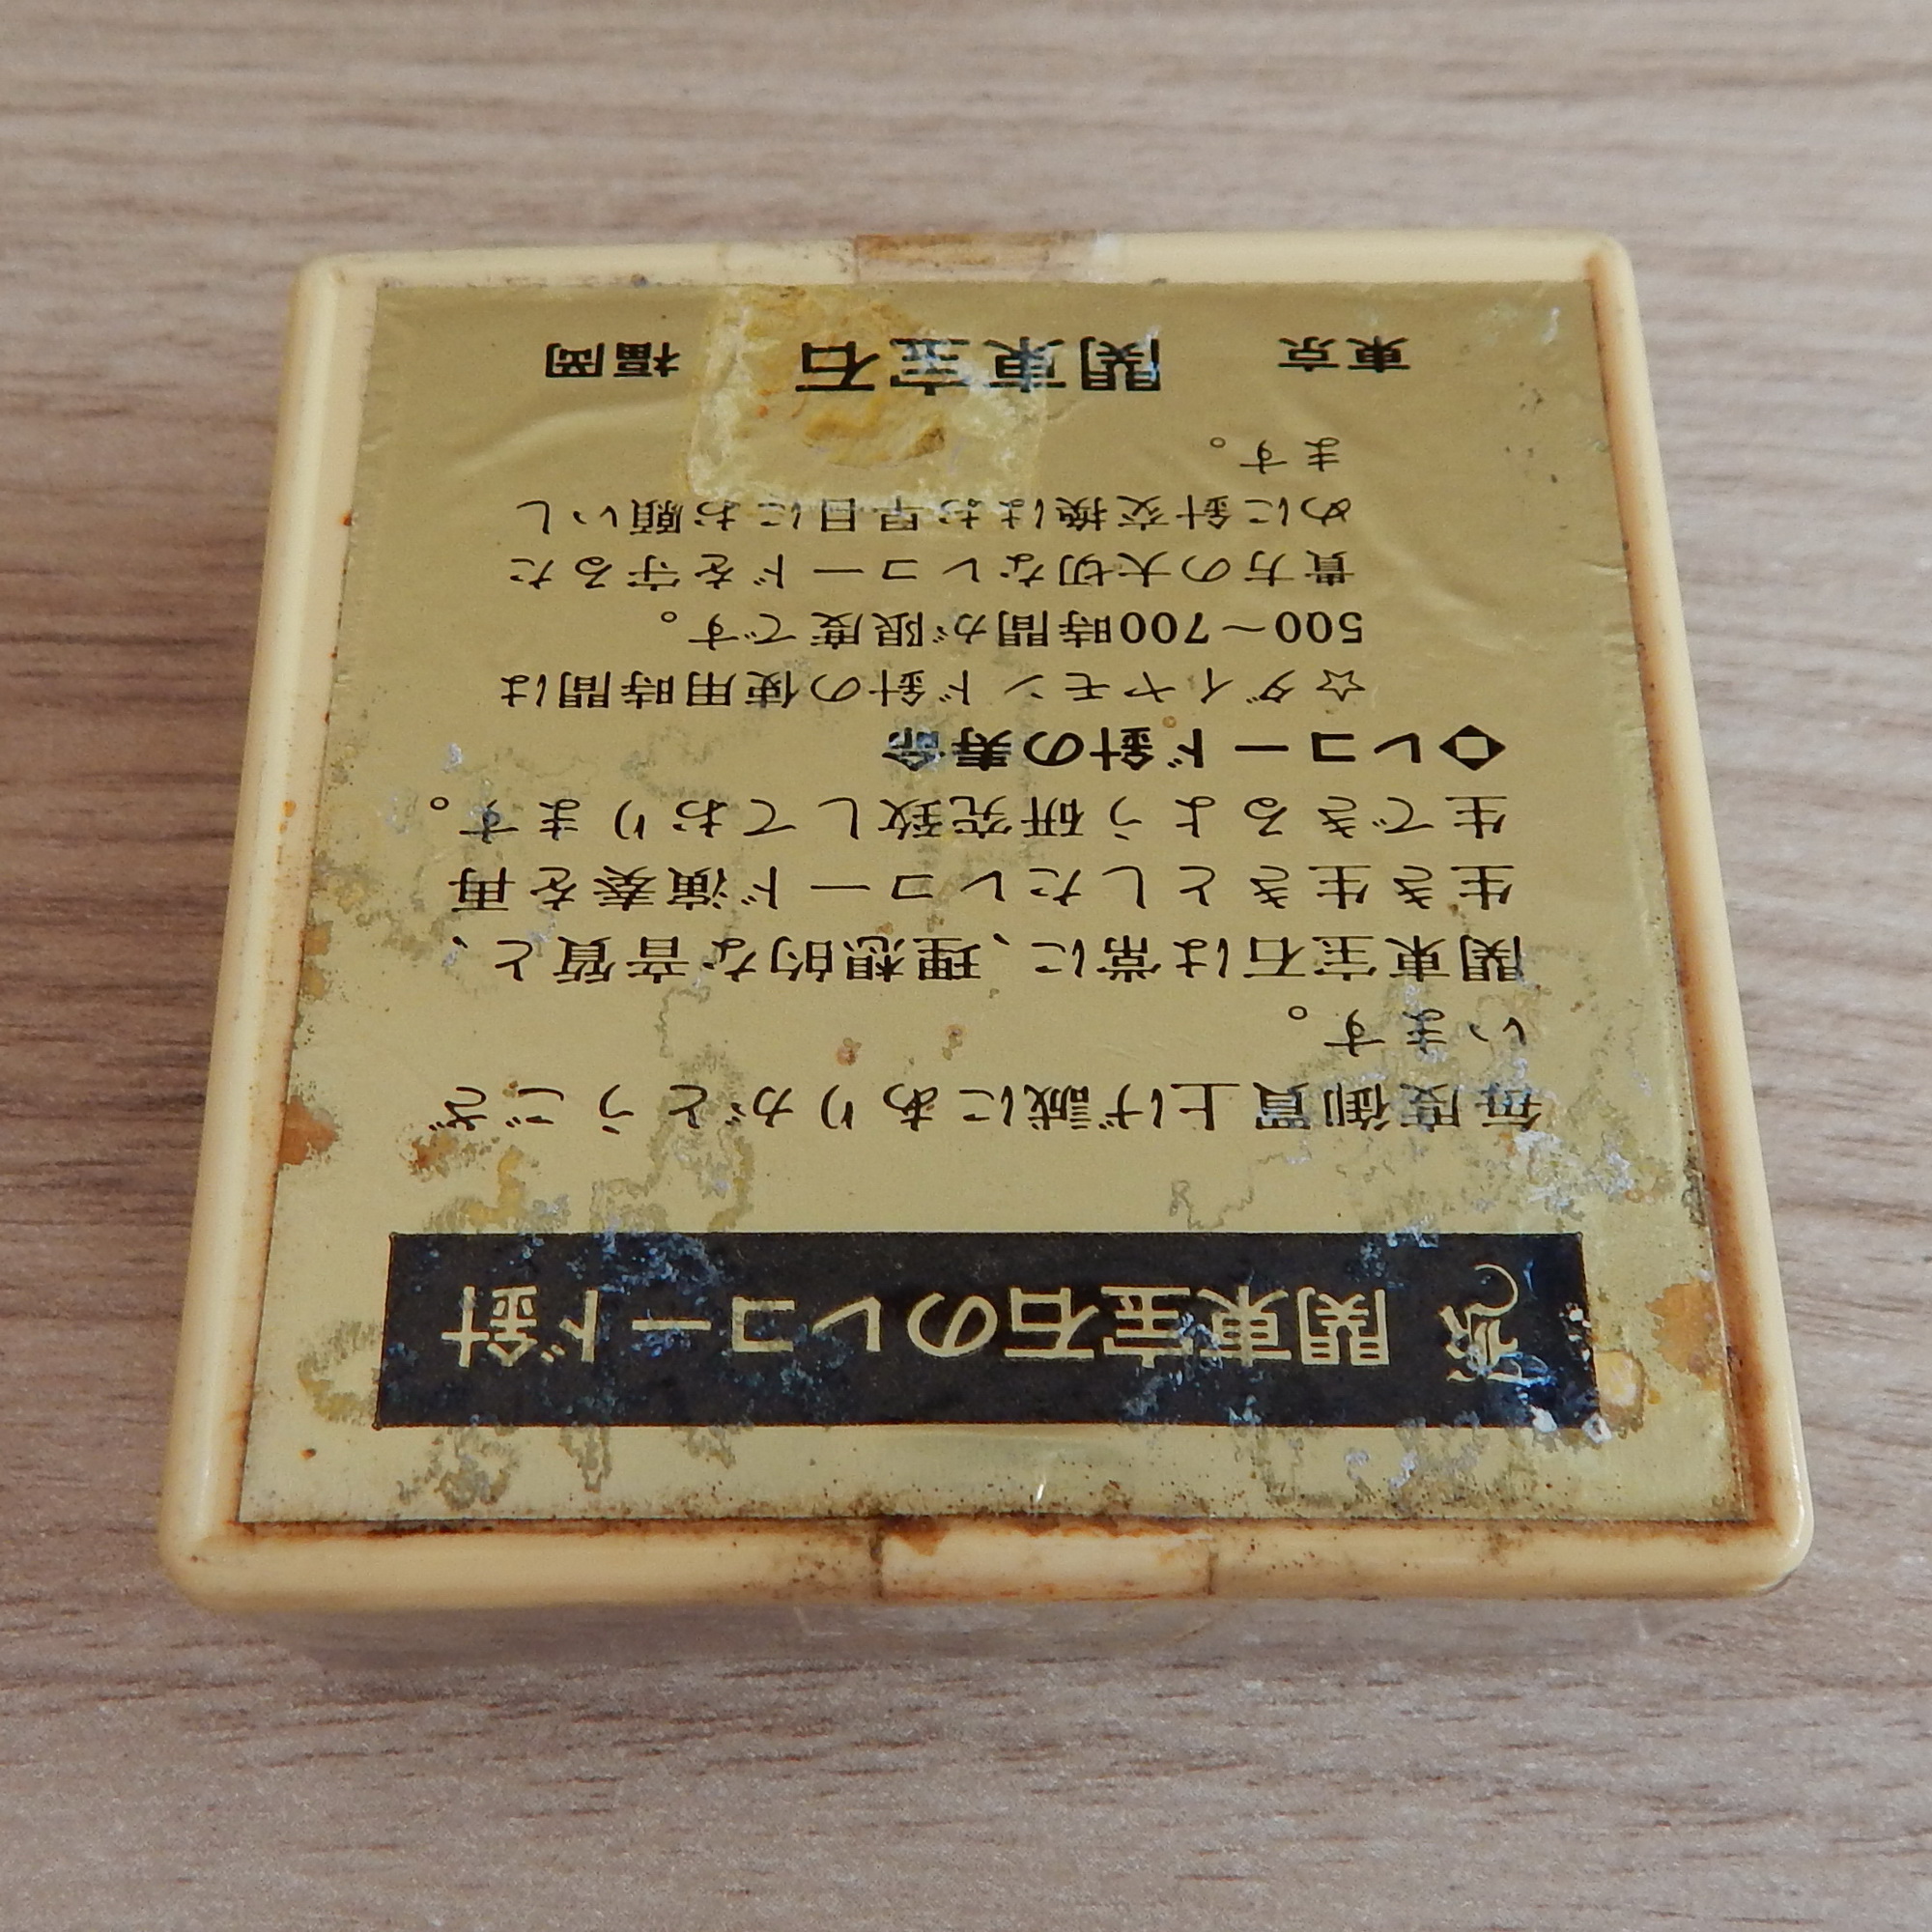 関東宝石のレコード針
毎度御買上げ誠にありがとうござ
います。
関東宝石は常に、理想的な音質と、
生き生きとしたレコード演奏を再
生できるよう研究致しております。
◇レコード針の寿命
☆ダイヤモンド針の使用時間は
500～700時間が限度です。
貴方の大切なレコードを守るた
めに針交換はお早目にお願いし
ます。
東京 関東宝石 福岡